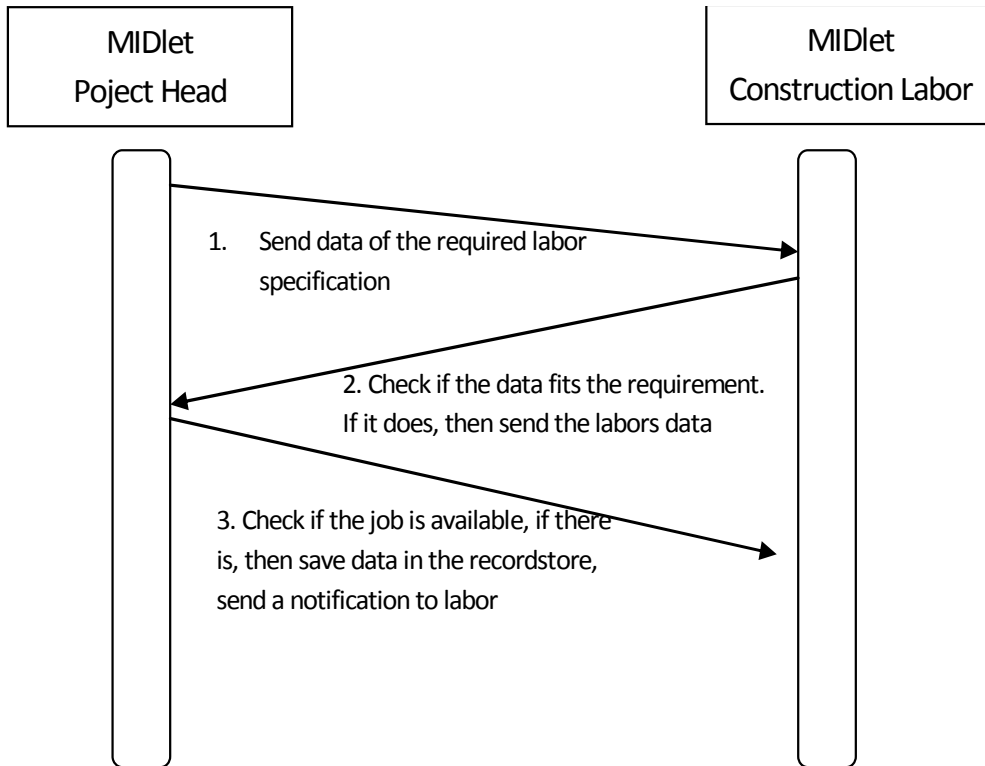 MIDlet
Poject Head
MIDlet
Construction Labor
1. Send data of the required labor
specification
2. Check if the data fits the requirement.
If it does, then send the labors data
3. Check if the job is available, if there
is, then save data in the recordstore,
send a notification to labor